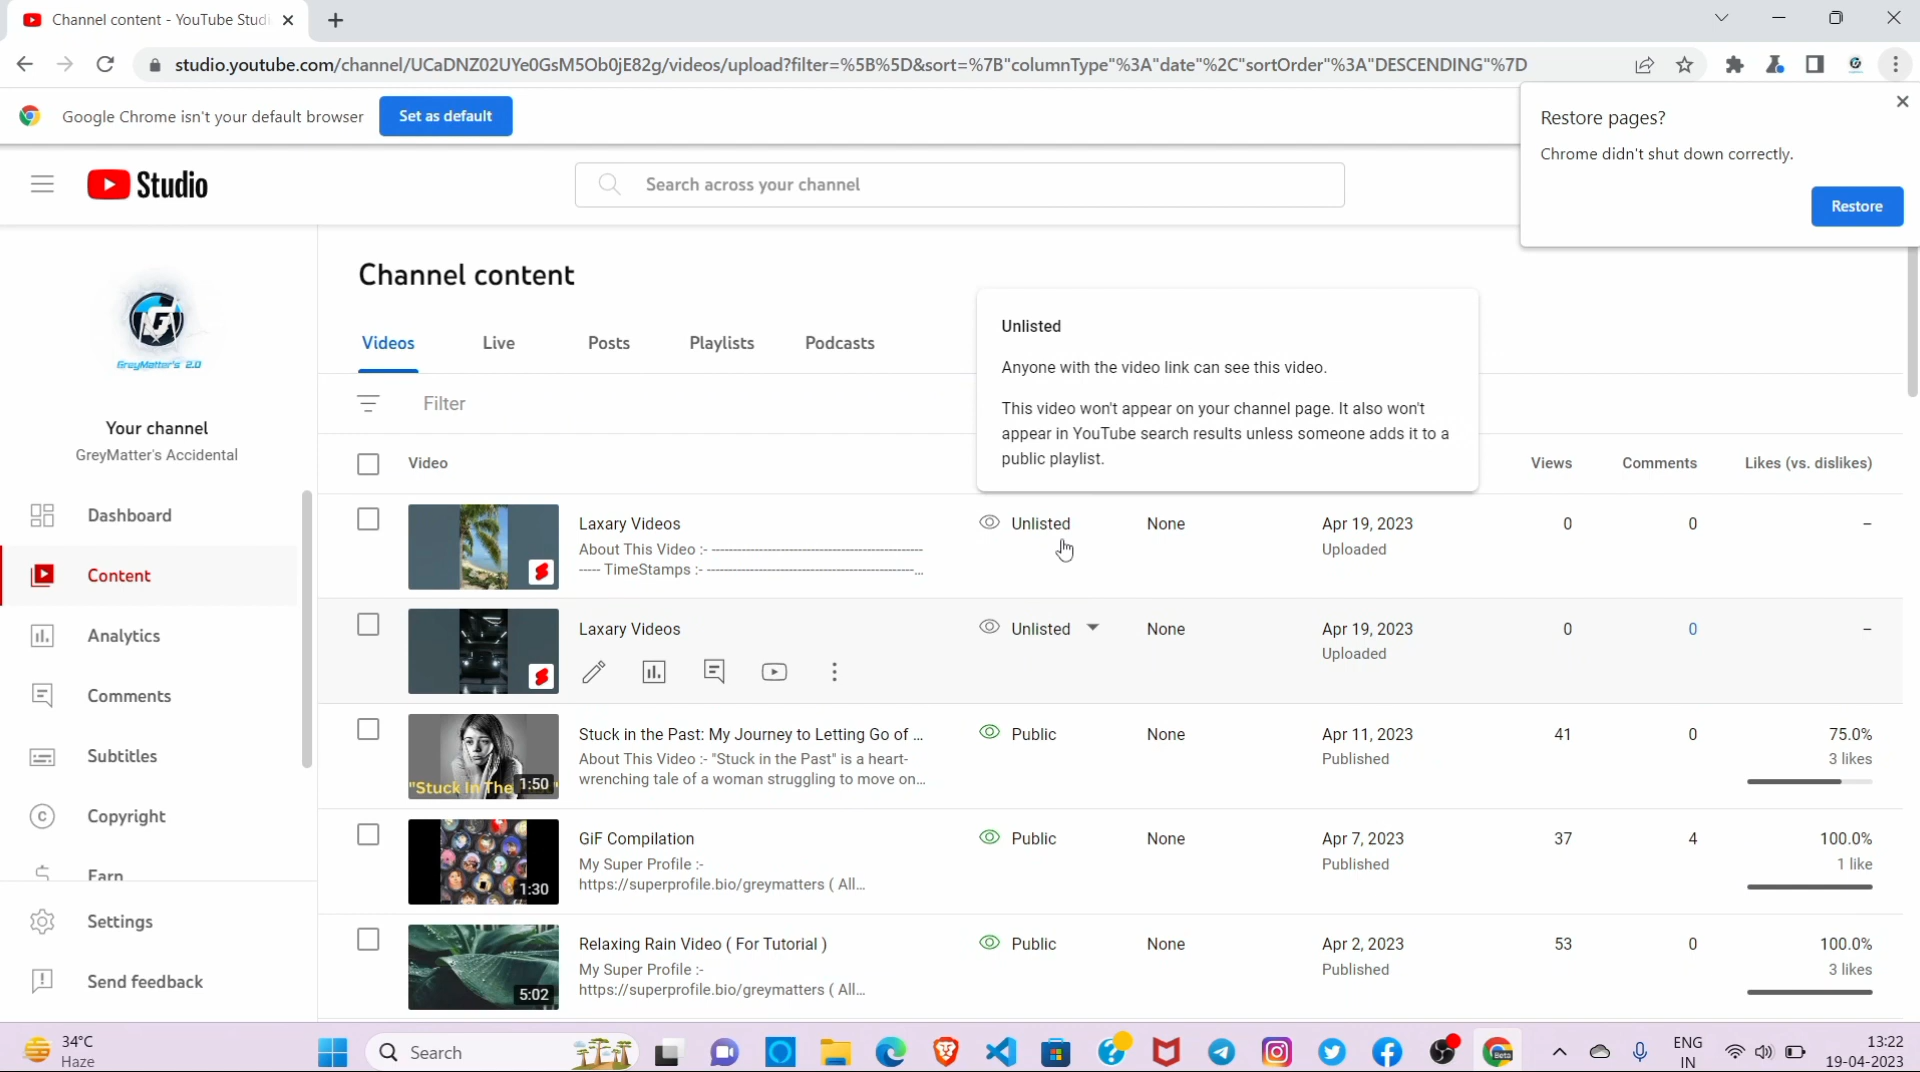 Channel content - YouTube Studi
studio.youtube.com/channel/UCaDNZ02UYe0GsM5Ob0jE82g/videos/upload?filter=%5B%5D&sort=%7B"columnType"%3A"date"%2C"sortOrder"%3A"DESCENDING"%7D
Google Chrome isn't your default browser
Set as default
Restore pages?
Chrome didn't shut down correctly.
Restore
Studio
Search across your channel
GreyMatter's 2.0
Your channel
GreyMatter's Accidental
Dashboard
Content
Analytics
Comments
Subtitles
Copyright
Earn
Settings
Send feedback
Channel content
Videos Live Posts Playlists Podcasts
Filter
Unlisted
Anyone with the video link can see this video.
This video won't appear on your channel page. It also won't
appear in YouTube search results unless someone adds it to a
public playlist.
Video Views Comments Likes (vs. dislikes)
Laxary Videos Unlisted None Apr 19, 2023 0 0 –
About This Video :- -------------------------------------------------- Uploaded
----- TimeStamps :- --------------------------------------------------...
Laxary Videos Unlisted None Apr 19, 2023 0 0 –
Uploaded
Stuck in the Past: My Journey to Letting Go of ... Public None Apr 11, 2023 41 0 75.0%
About This Video :- "Stuck in the Past" is a heart- Published 3 likes
wrenching tale of a woman struggling to move on...
"Stuck In The 1:50
GiF Compilation Public None Apr 7, 2023 37 4 100.0%
My Super Profile :- Published 1 like
https://superprofile.bio/greymatters ( All...
1:30
Relaxing Rain Video ( For Tutorial ) Public None Apr 2, 2023 53 0 100.0%
My Super Profile :- Published 3 likes
https://superprofile.bio/greymatters ( All...
5:02
34°C
Haze
Search
Beta
ENG
IN
13:22
19-04-2023